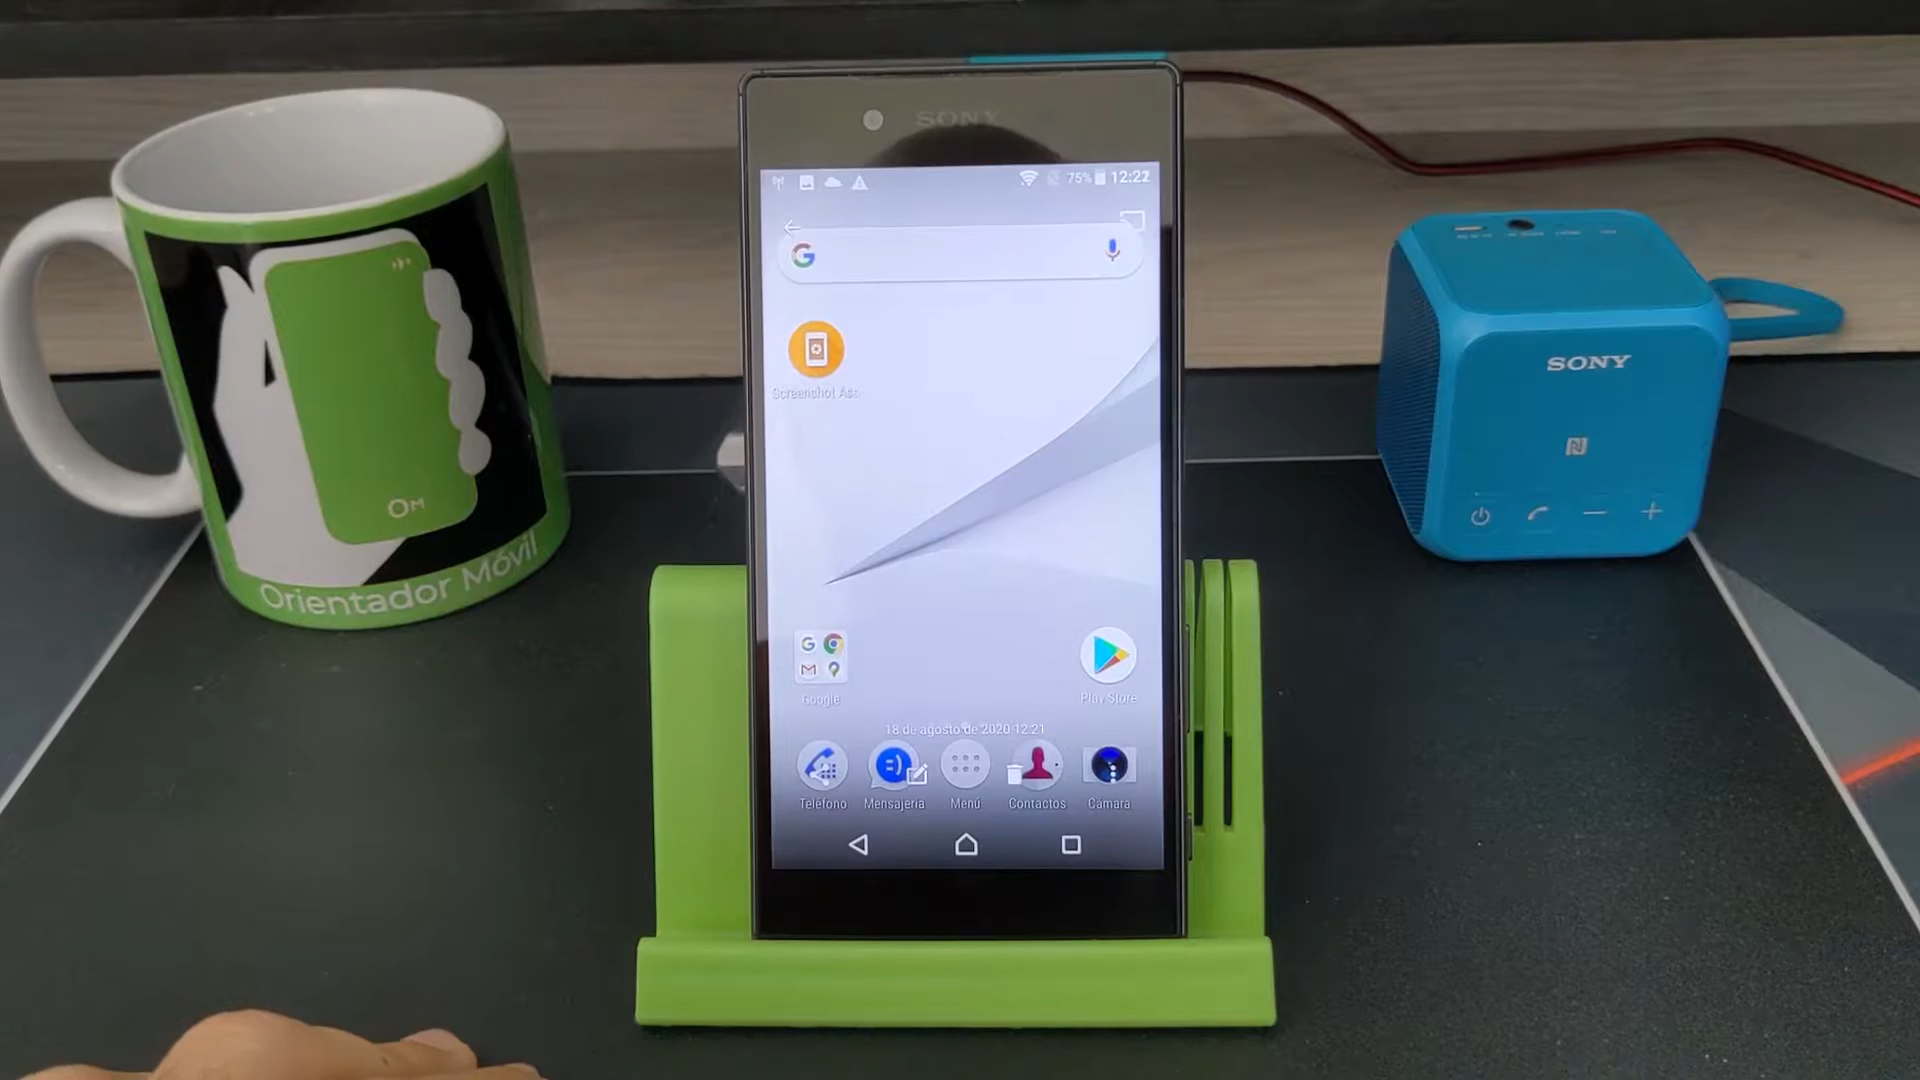 SONY
75% 12:22
G
Screenshot Ass
SONY
OM
Orientador Móvil
Google
Play Store
18 de agosto de 2020 12:21
Teléfono
Mensajería
Menú
Contactos
Cámara